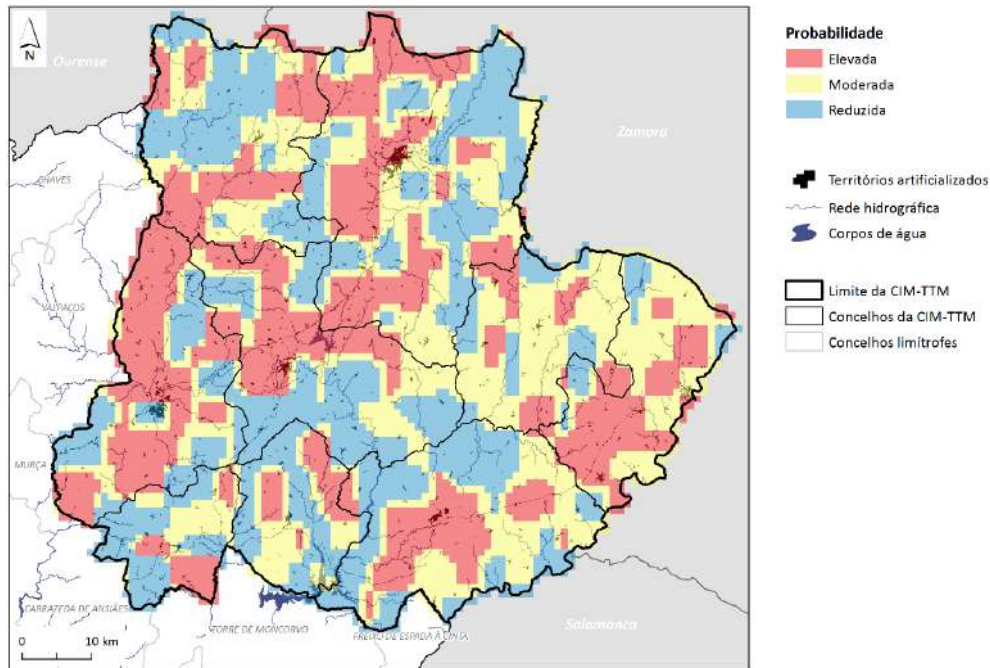 N
Ourense
Zamora
CHAVES
VALPAÇOS
MURÇA
CARRAZEDA DE ANSIÃES
TORRE DE MONCORVO
FREIXO DE ESPADA À CINTA
Salamanca
0 10 km
Probabilidade
Elevada
Moderada
Reduzida
Territórios artificializados
Rede hidrográfica
Corpos de água
Limite da CIM-TTM
Concelhos da CIM-TTM
Concelhos limítrofes